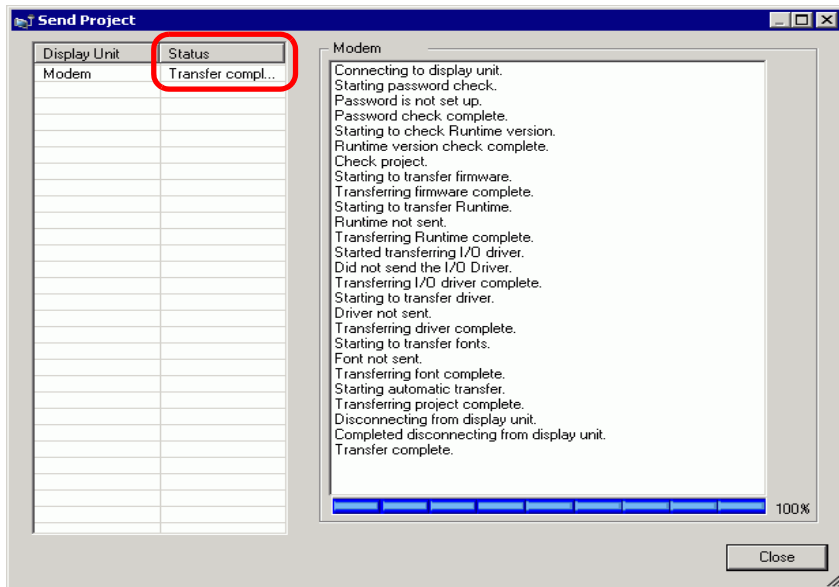 Send Project
Display Unit Status
Modem Transfer compl...
Modem
Connecting to display unit.
Starting password check.
Password is not set up.
Password check complete.
Starting to check Runtime version.
Runtime version check complete.
Check project.
Starting to transfer firmware.
Transferring firmware complete.
Starting to transfer Runtime.
Runtime not sent.
Transferring Runtime complete.
Started transferring I/O driver.
Did not send the I/O Driver.
Transferring I/O driver complete.
Starting to transfer driver.
Driver not sent.
Transferring driver complete.
Starting to transfer fonts.
Font not sent.
Transferring font complete.
Starting automatic transfer.
Transferring project complete.
Disconnecting from display unit.
Completed disconnecting from display unit.
Transfer complete.
100%
Close